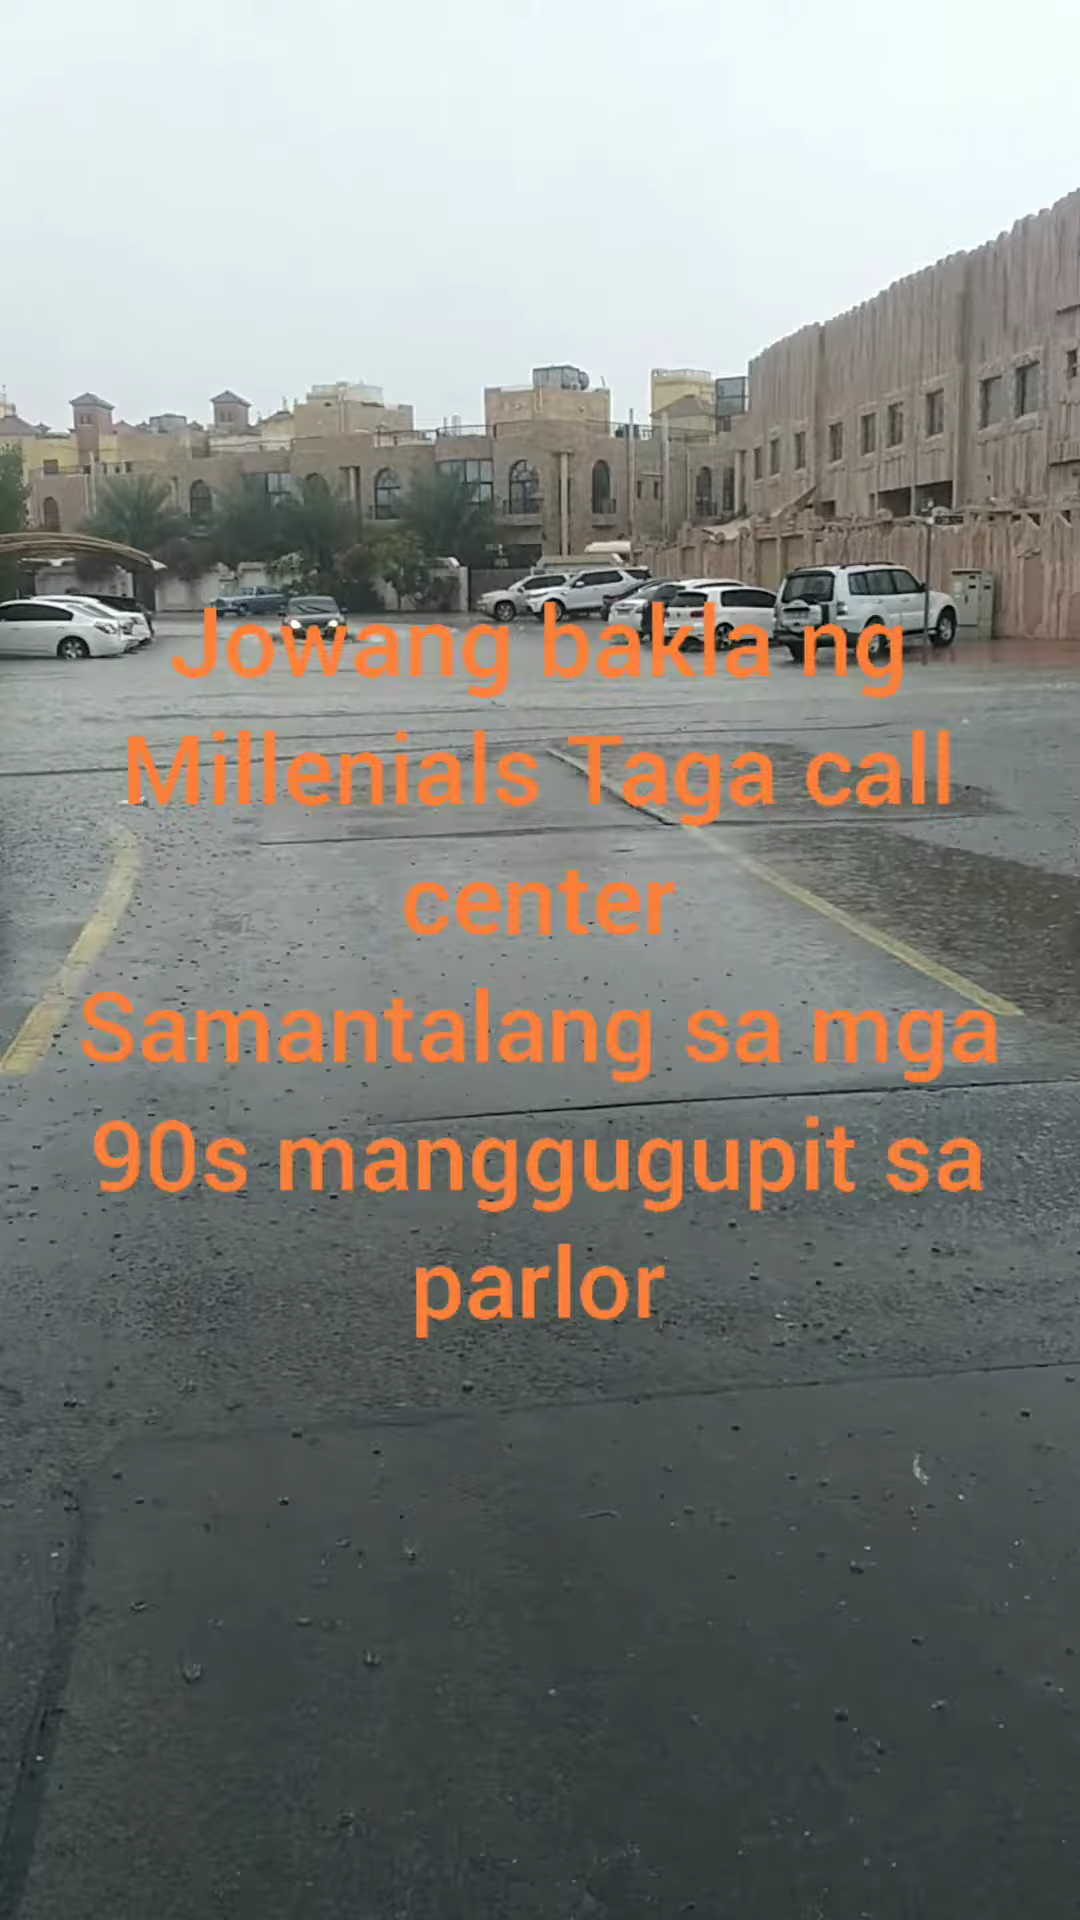 Jowang bakla ng
Millenials Taga call
center
Samantalang sa mga
90s manggugupit sa
parlor